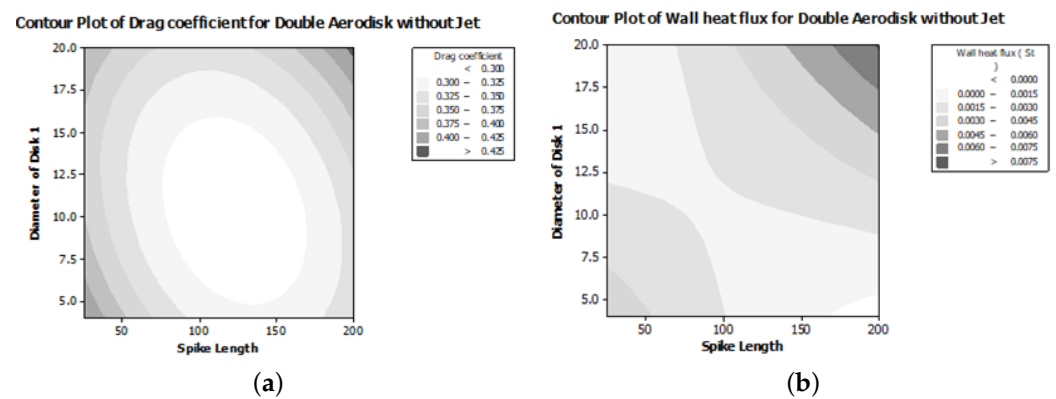 Contour Plot of Drag coefficient for Double Aerodisk without Jet
Diameter of Disk 1
20.0
17.5
15.0
12.5
10.0
7.5
5.0
50
100
150
200
Spike Length
Drag coefficient
< 0.300
0.300 – 0.325
0.325 – 0.350
0.350 – 0.375
0.375 – 0.400
0.400 – 0.425
> 0.425
(a)
Contour Plot of Wall heat flux for Double Aerodisk without Jet
Diameter of Disk 1
20.0
17.5
15.0
12.5
10.0
7.5
5.0
50
100
150
200
Spike Length
Wall heat flux ( St
)
< 0.0000
0.0000 – 0.0015
0.0015 – 0.0030
0.0030 – 0.0045
0.0045 – 0.0060
0.0060 – 0.0075
> 0.0075
(b)